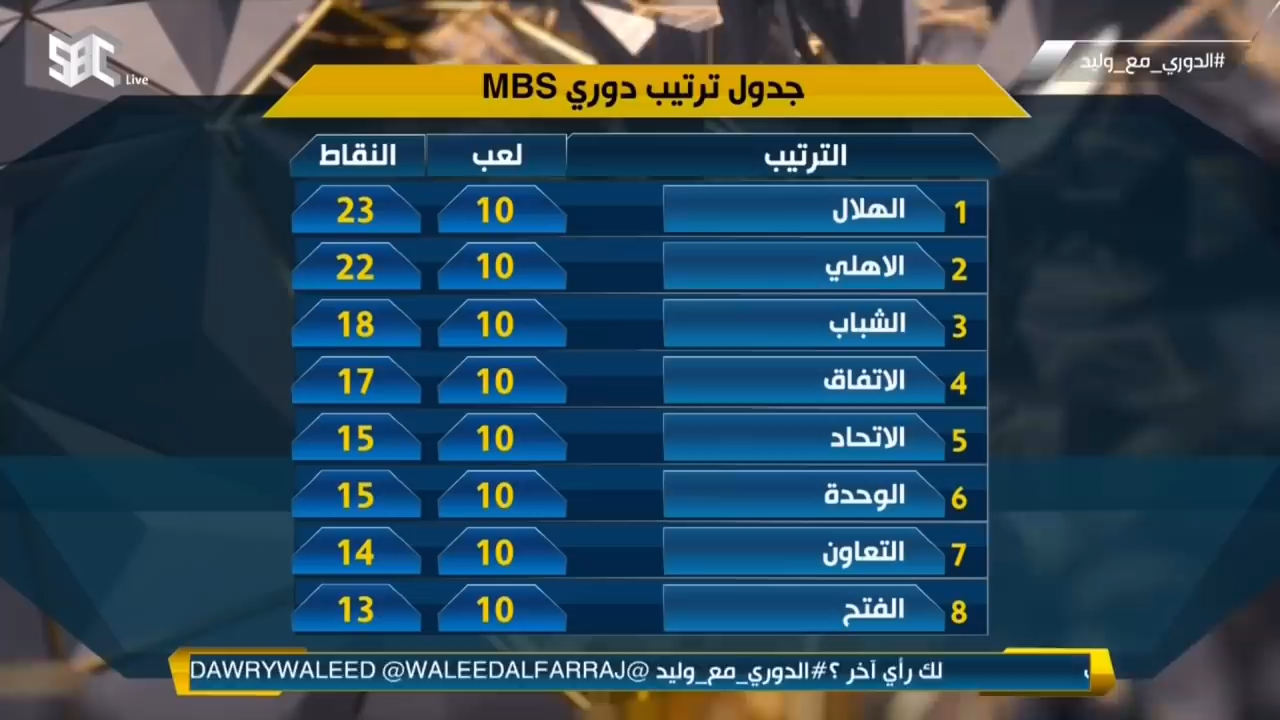 SBC Live
#الدوري_مع_وليد
جدول ترتيب دوري MBS
الترتيب لعب النقاط
1 الهلال 10 23
2 الاهلي 10 22
3 الشباب 10 18
4 الاتفاق 10 17
5 الاتحاد 10 15
6 الوحدة 10 15
7 التعاون 10 14
8 الفتح 10 13
لك رأي آخر ؟#الدوري_مع_وليد @DAWRYWALEED @WALEEDALFARRAJ